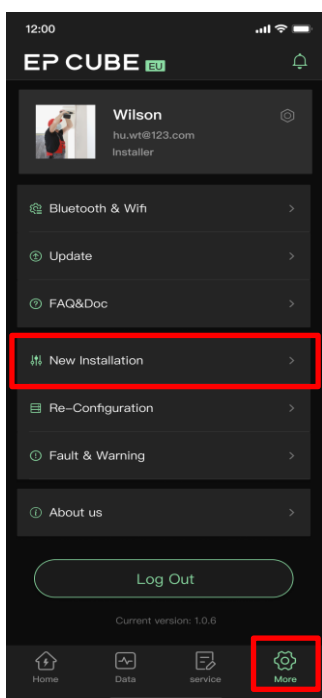 12:00
EP CUBE EU
Wilson
hu.wt@123.com
Installer
Bluetooth & Wifi
Update
FAQ&Doc
New Installation
Re-Configuration
Fault & Warning
About us
Log Out
Current version: 1.0.6
Home Data service More